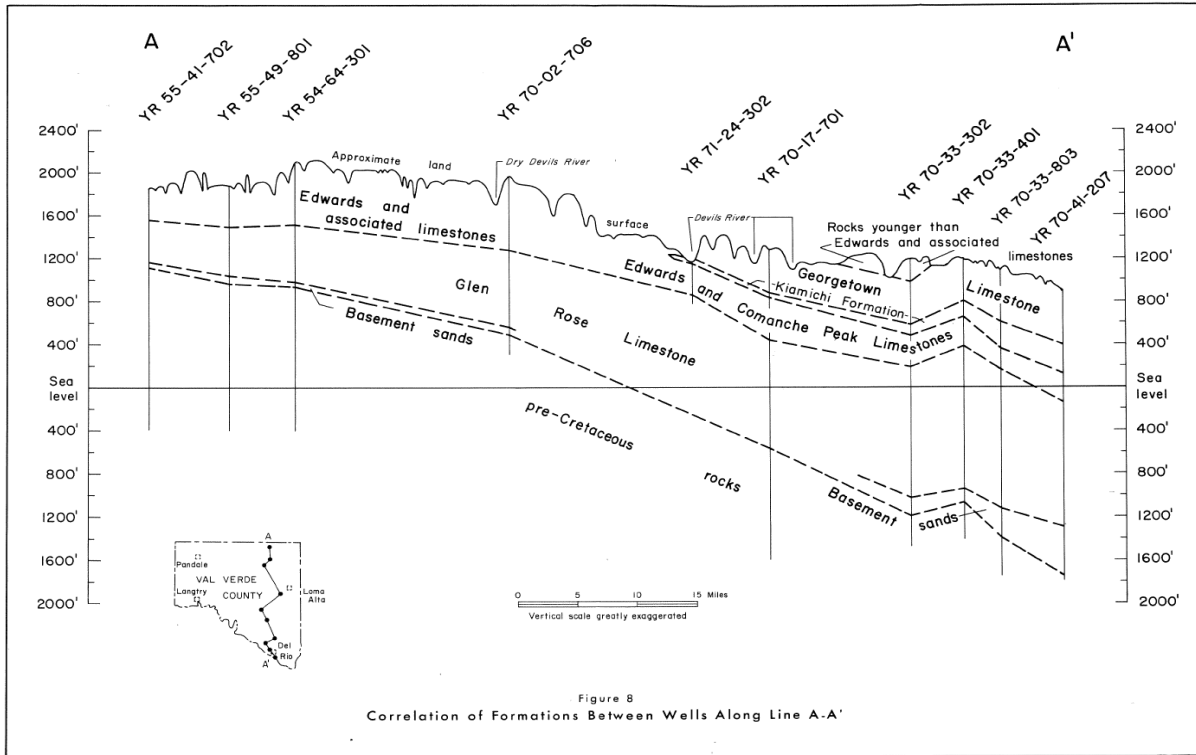 A
A'
YR 55-41-702
YR 55-49-801
YR 54-64-301
YR 70-02-706
YR 71-24-302
YR 70-17-701
YR 70-33-302
YR 70-33-401
YR 70-33-803
YR 70-41-207
2400'
2000'
1600'
1200'
800'
400'
Sea
level
400'
800'
1200'
1600'
2000'
2400'
2000'
1600'
1200'
800'
400'
Sea
level
400'
800'
1200'
1600'
2000'
Approximate land surface
Dry Devils River
Devils River
Edwards and
associated limestones
Rocks younger than
Edwards and associated
limestones
Georgetown Limestone
Kiamichi Formation
Edwards and Comanche Peak Limestones
Glen Rose Limestone
Basement sands
pre-Cretaceous rocks
Basement sands
A
Pandale
VAL VERDE
COUNTY
Langtry
Loma
Alta
Del
Rio
A'
0 5 10 15 Miles
Vertical scale greatly exaggerated
Figure 8
Correlation of Formations Between Wells Along Line A-A'